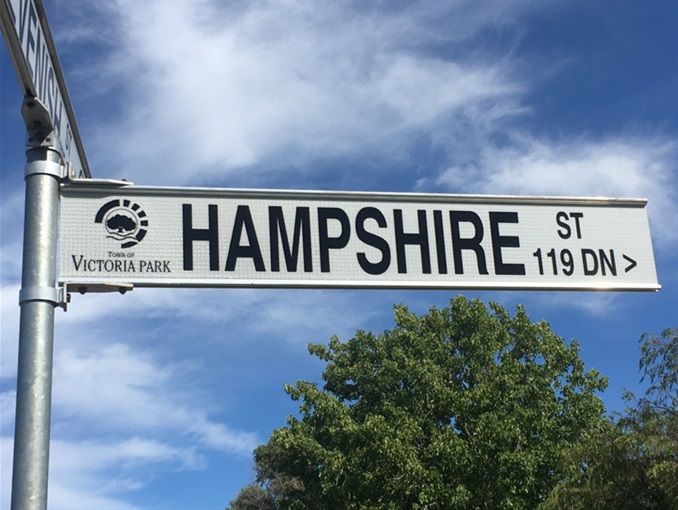 TOWN OF
VICTORIA PARK
HAMPSHIRE
ST
119 DN >